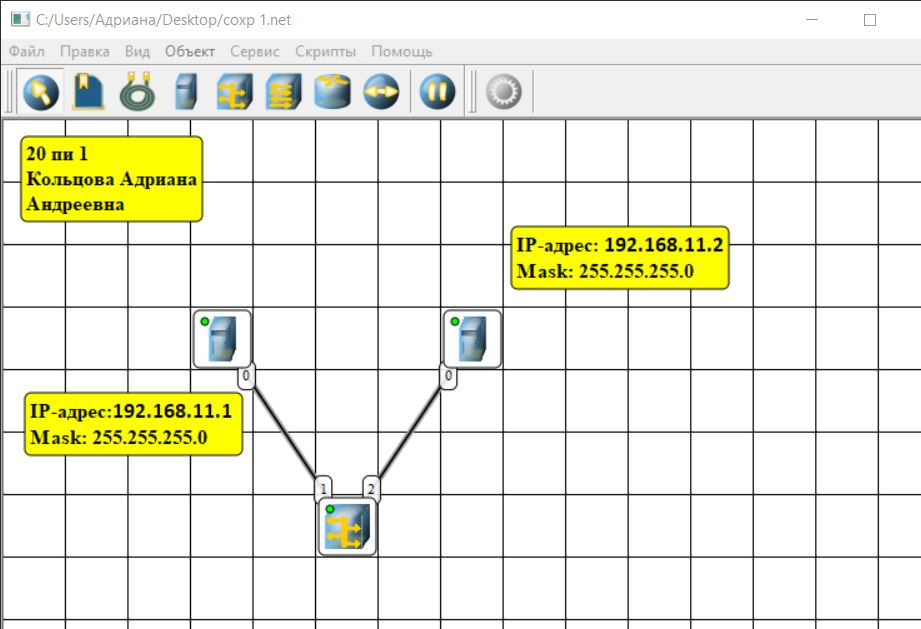 C:/Users/Адриана/Desktop/сохр 1.net
Файл Правка Вид Объект Сервис Скрипты Помощь
20 пи 1
Кольцова Адриана
Андреевна
IP-адрес: 192.168.11.2
Mask: 255.255.255.0
0
0
IP-адрес:192.168.11.1
Mask: 255.255.255.0
1
2